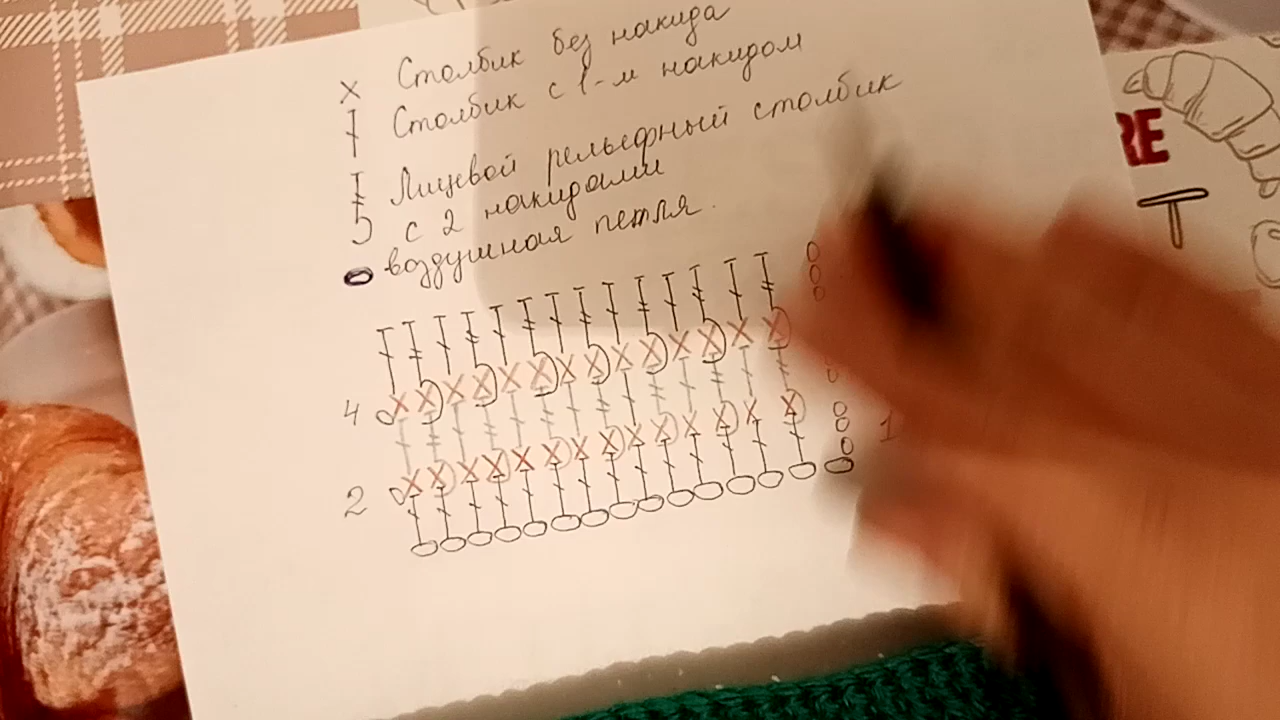 x Столбик без накида
Столбик с 1-м накидом
Лицевой рельефный столбик
с 2 накидами
воздушная петля.
4
2
1
RE
T